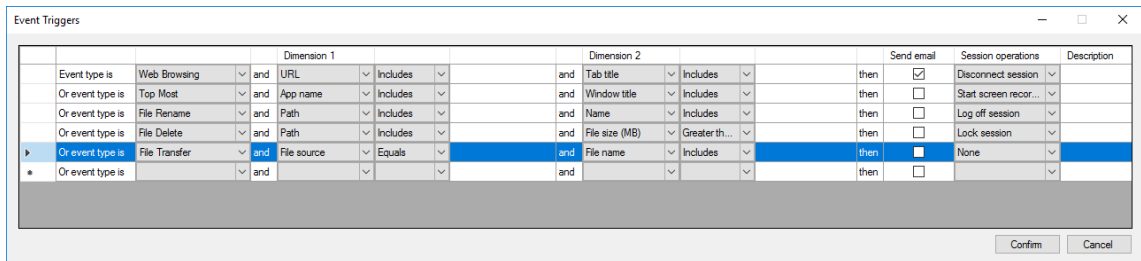 Event Triggers
Dimension 1 Dimension 2 Send email Session operations Description
Event type is Web Browsing and URL Includes and Tab title Includes then Disconnect session
Or event type is Top Most and App name Includes and Window title Includes then Start screen recor...
Or event type is File Rename and Path Includes and Name Includes then Log off session
Or event type is File Delete and Path Includes and File size (MB) Greater th... then Lock session
Or event type is File Transfer and File source Equals and File name Includes then None
Or event type is and and then
Confirm Cancel